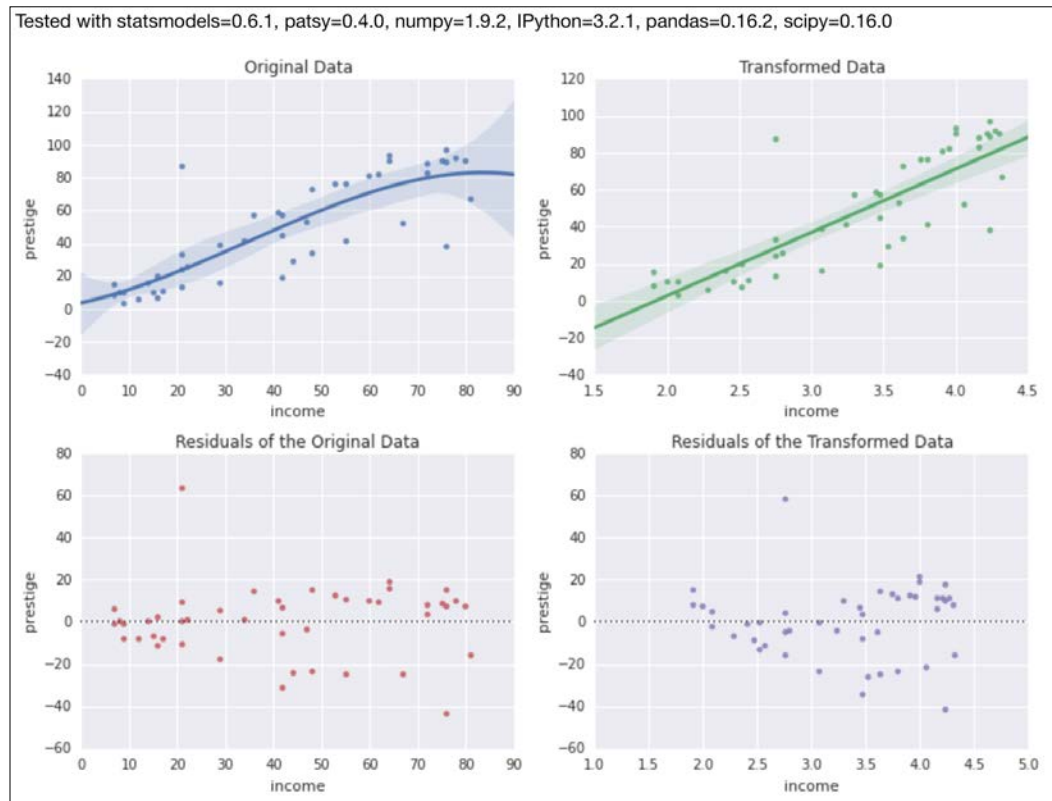 Tested with statsmodels=0.6.1, patsy=0.4.0, numpy=1.9.2, IPython=3.2.1, pandas=0.16.2, scipy=0.16.0
Original Data
140
120
100
80
60
40
20
0
−20
−40
prestige
0 10 20 30 40 50 60 70 80 90
income
Transformed Data
120
100
80
60
40
20
0
−20
−40
prestige
1.5 2.0 2.5 3.0 3.5 4.0 4.5
income
Residuals of the Original Data
80
60
40
20
0
−20
−40
−60
prestige
0 10 20 30 40 50 60 70 80 90
income
Residuals of the Transformed Data
80
60
40
20
0
−20
−40
−60
prestige
1.0 1.5 2.0 2.5 3.0 3.5 4.0 4.5 5.0
income